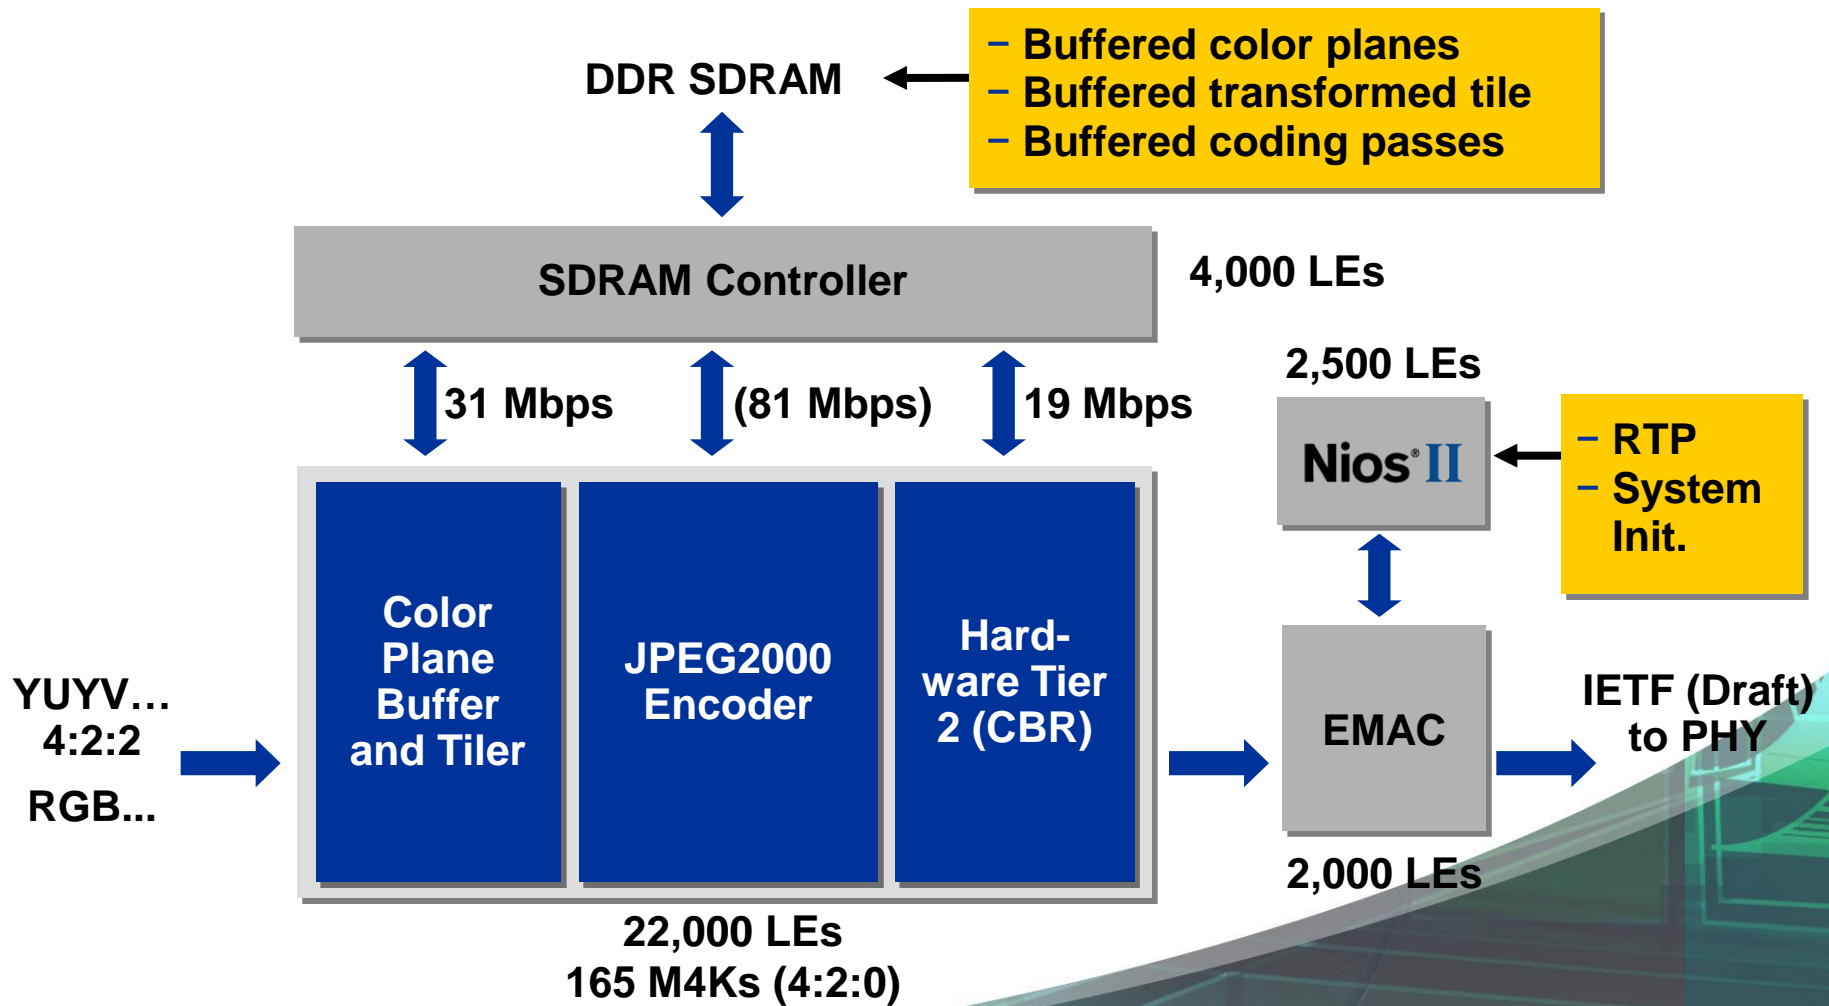 – Buffered color planes
– Buffered transformed tile
– Buffered coding passes
DDR SDRAM
SDRAM Controller
4,000 LEs
31 Mbps
(81 Mbps)
19 Mbps
2,500 LEs
Nios® II
– RTP
– System
Init.
Color
Plane
Buffer
and Tiler
JPEG2000
Encoder
Hard-
ware Tier
2 (CBR)
YUYV...
4:2:2
RGB...
EMAC
IETF (Draft)
to PHY
2,000 LEs
22,000 LEs
165 M4Ks (4:2:0)